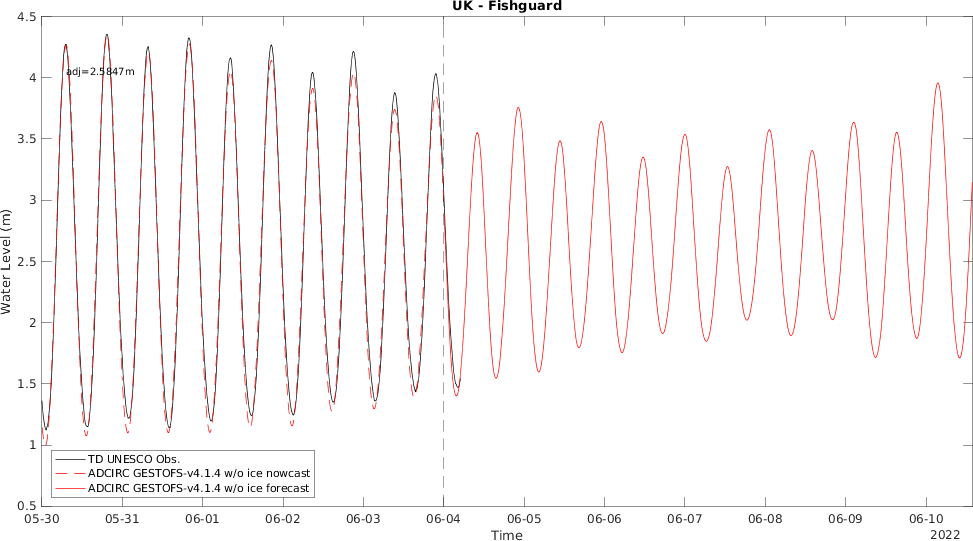 UK - Fishguard
4.5
4
3.5
3
2.5
2
1.5
1
0.5
Water Level (m)
adj=2.5847m
TD UNESCO Obs.
ADCIRC GESTOFS-v4.1.4 w/o ice nowcast
ADCIRC GESTOFS-v4.1.4 w/o ice forecast
05-30 05-31 06-01 06-02 06-03 06-04 06-05 06-06 06-07 06-08 06-09 06-10
2022
Time